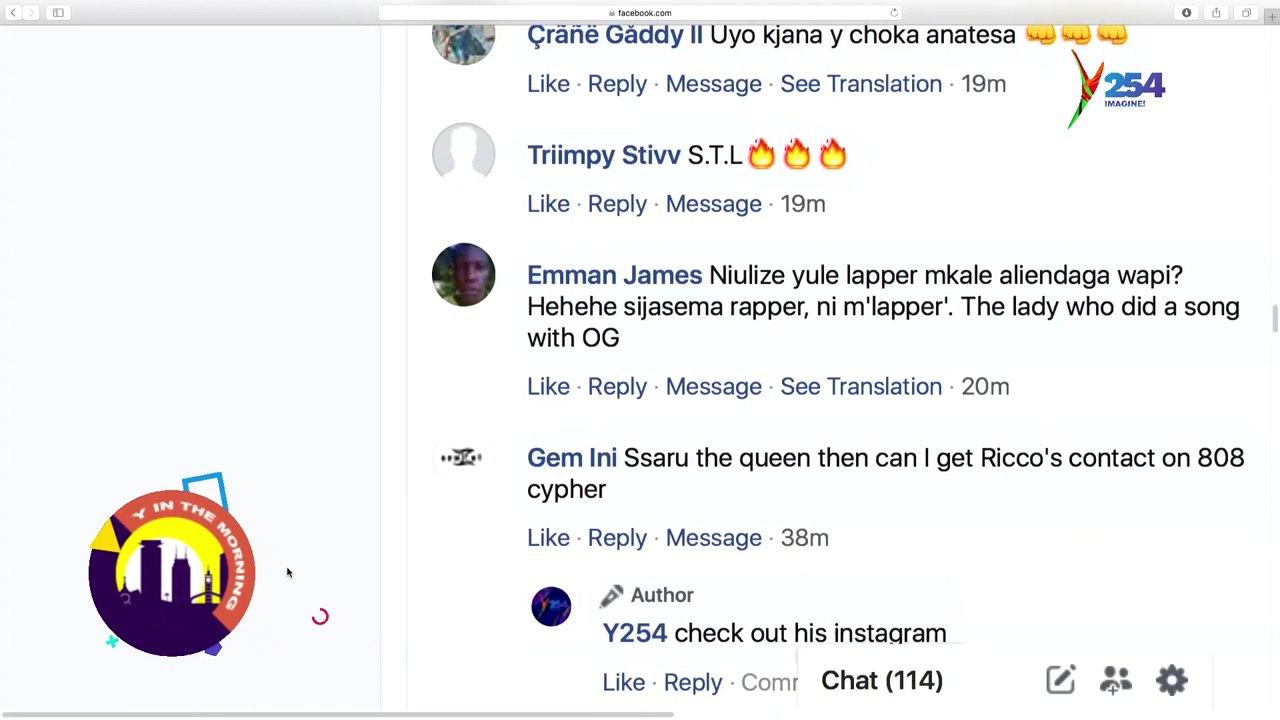 facebook.com
Çrāñë Gåddy II Uyo kjana y choka anatesa 👊👊👊
Like · Reply · Message · See Translation · 19m
254
IMAGINE!
Triimpy Stivv S.T.L🔥🔥🔥
Like · Reply · Message · 19m
Emman James Niulize yule lapper mkale aliendaga wapi?
Hehehe sijasema rapper, ni m'lapper'. The lady who did a song
with OG
Like · Reply · Message · See Translation · 20m
Gem Ini Ssaru the queen then can I get Ricco's contact on 808
cypher
Like · Reply · Message · 38m
Author
Y254 check out his instagram
Like · Reply · Comm
Chat (114)
Y IN THE MORNING